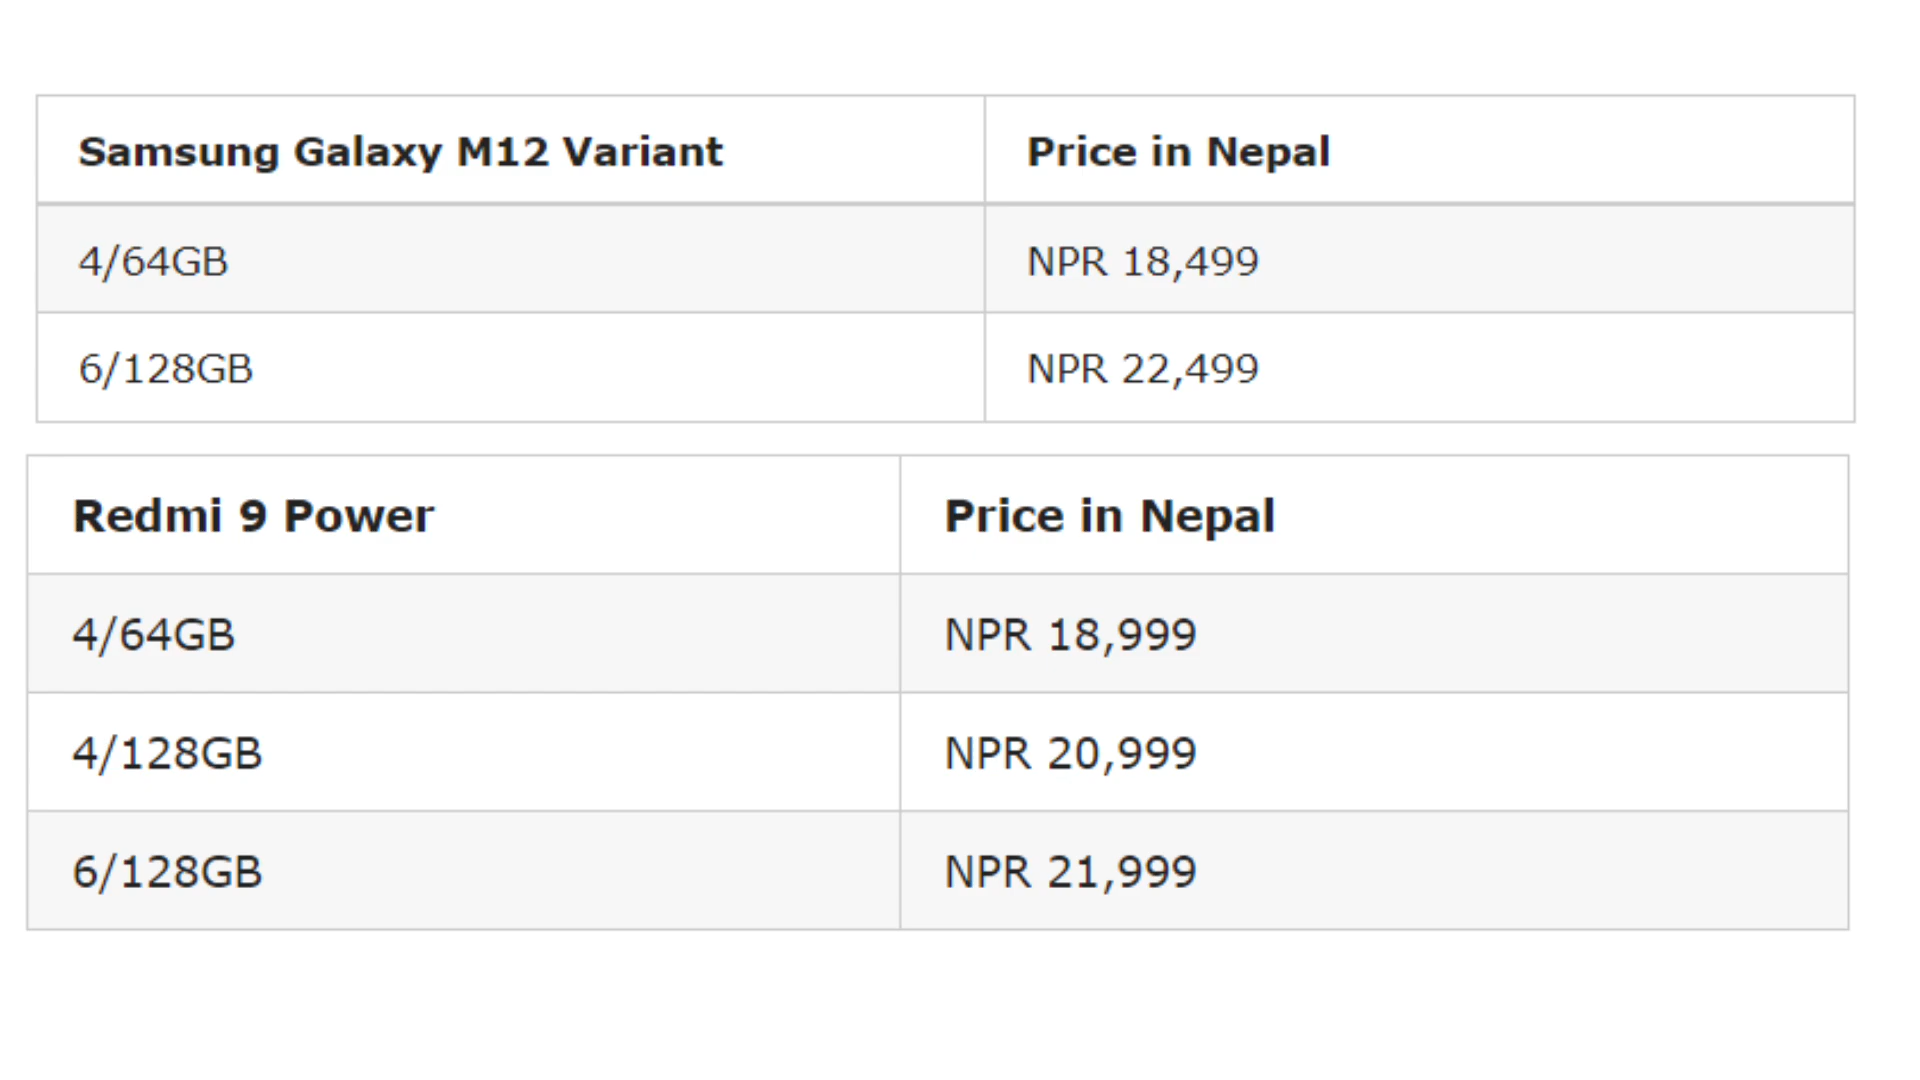 Samsung Galaxy M12 Variant Price in Nepal
4/64GB NPR 18,499
6/128GB NPR 22,499
Redmi 9 Power Price in Nepal
4/64GB NPR 18,999
4/128GB NPR 20,999
6/128GB NPR 21,999